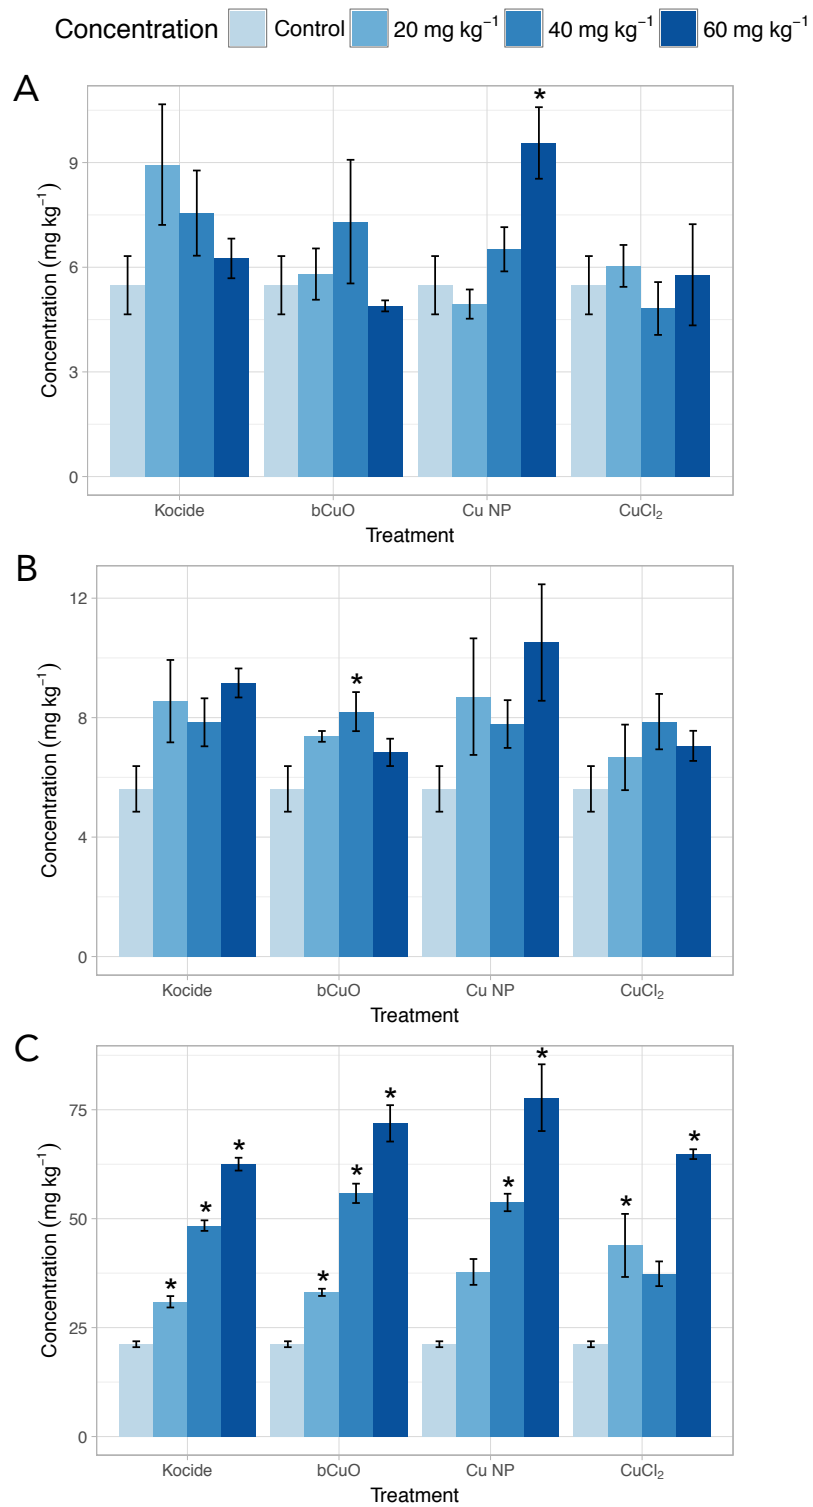 Concentration Control 20 mg kg⁻¹ 40 mg kg⁻¹ 60 mg kg⁻¹
A
*
9
6
3
0
Concentration (mg kg⁻¹)
Kocide bCuO Cu NP CuCl₂
Treatment
B
12
*
8
4
0
Concentration (mg kg⁻¹)
Kocide bCuO Cu NP CuCl₂
Treatment
C
* * * * * * * * * *
75
50
25
0
Concentration (mg kg⁻¹)
Kocide bCuO Cu NP CuCl₂
Treatment